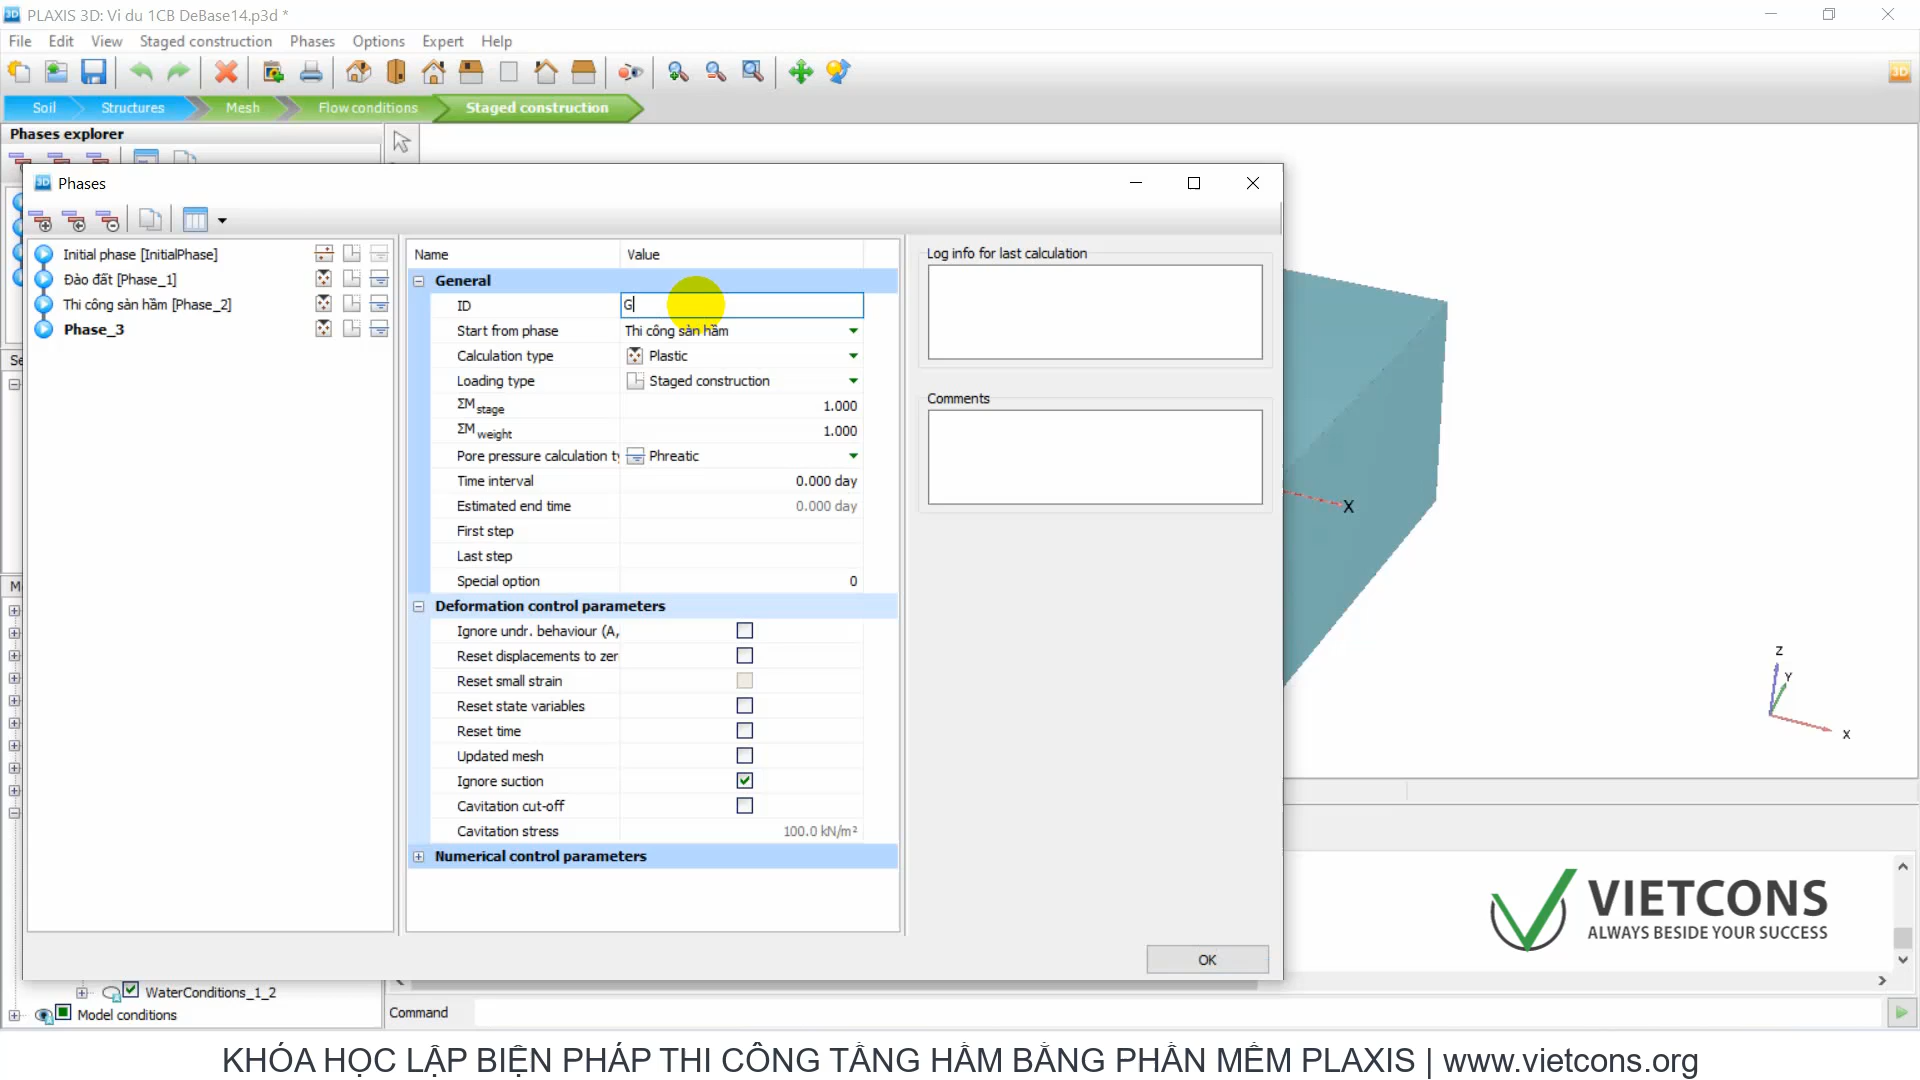 PLAXIS 3D: Vi du 1CB DeBase14.p3d *
File Edit View Staged construction Phases Options Expert Help
Soil Structures Mesh Flow conditions Staged construction
Phases explorer
Phases
Initial phase [InitialPhase]
Đào đất [Phase_1]
Thi công sàn hầm [Phase_2]
Phase_3
Name Value
General
ID G
Start from phase Thi công sàn hầm
Calculation type Plastic
Loading type Staged construction
ΣM stage 1.000
ΣM weight 1.000
Pore pressure calculation ty Phreatic
Time interval 0.000 day
Estimated end time 0.000 day
First step
Last step
Special option 0
Deformation control parameters
Ignore undr. behaviour (A,
Reset displacements to zer
Reset small strain
Reset state variables
Reset time
Updated mesh
Ignore suction
Cavitation cut-off
Cavitation stress 100.0 kN/m²
Numerical control parameters
Log info for last calculation
Comments
OK
Se
M
X
Z
Y
X
3D
VIETCONS
ALWAYS BESIDE YOUR SUCCESS
WaterConditions_1_2
Model conditions
Command
KHÓA HỌC LẬP BIỆN PHÁP THI CÔNG TẦNG HẦM BẰNG PHẦN MỀM PLAXIS | www.vietcons.org